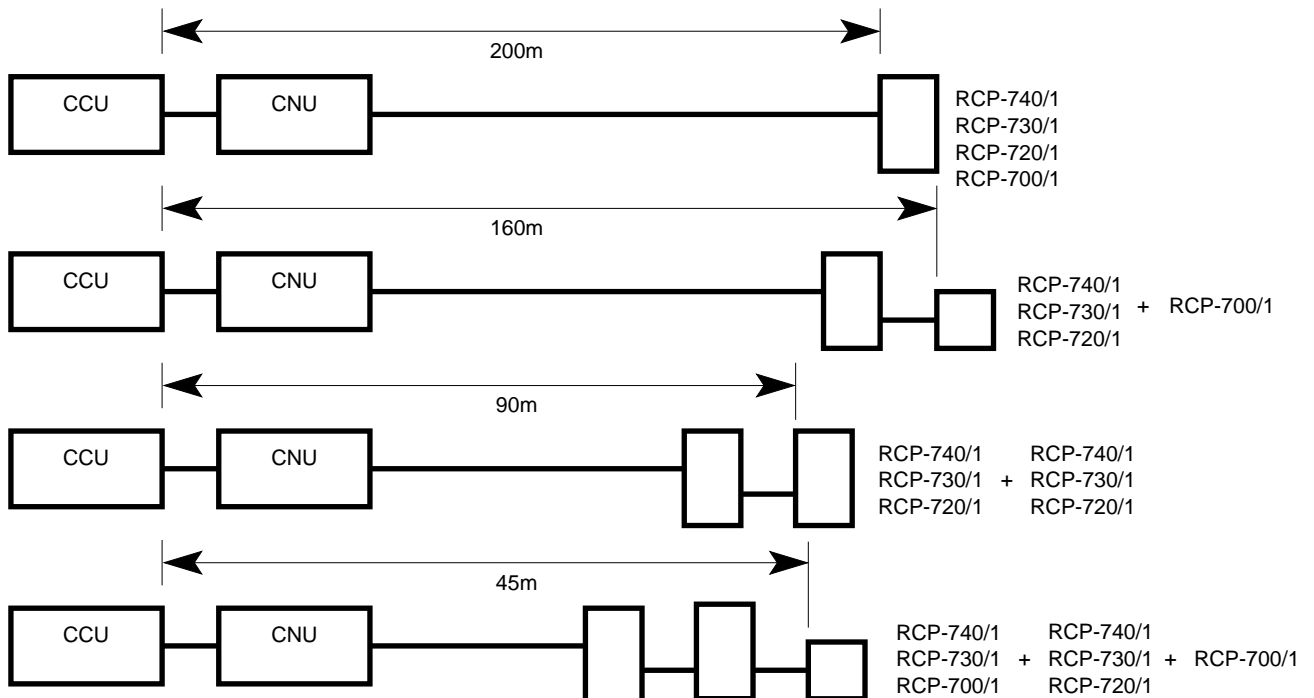 200m
CCU CNU
RCP-740/1
RCP-730/1
RCP-720/1
RCP-700/1
160m
CCU CNU
RCP-740/1
RCP-730/1 + RCP-700/1
RCP-720/1
90m
CCU CNU
RCP-740/1 RCP-740/1
RCP-730/1 + RCP-730/1
RCP-720/1 RCP-720/1
45m
CCU CNU
RCP-740/1 RCP-740/1
RCP-730/1 + RCP-730/1 + RCP-700/1
RCP-700/1 RCP-720/1